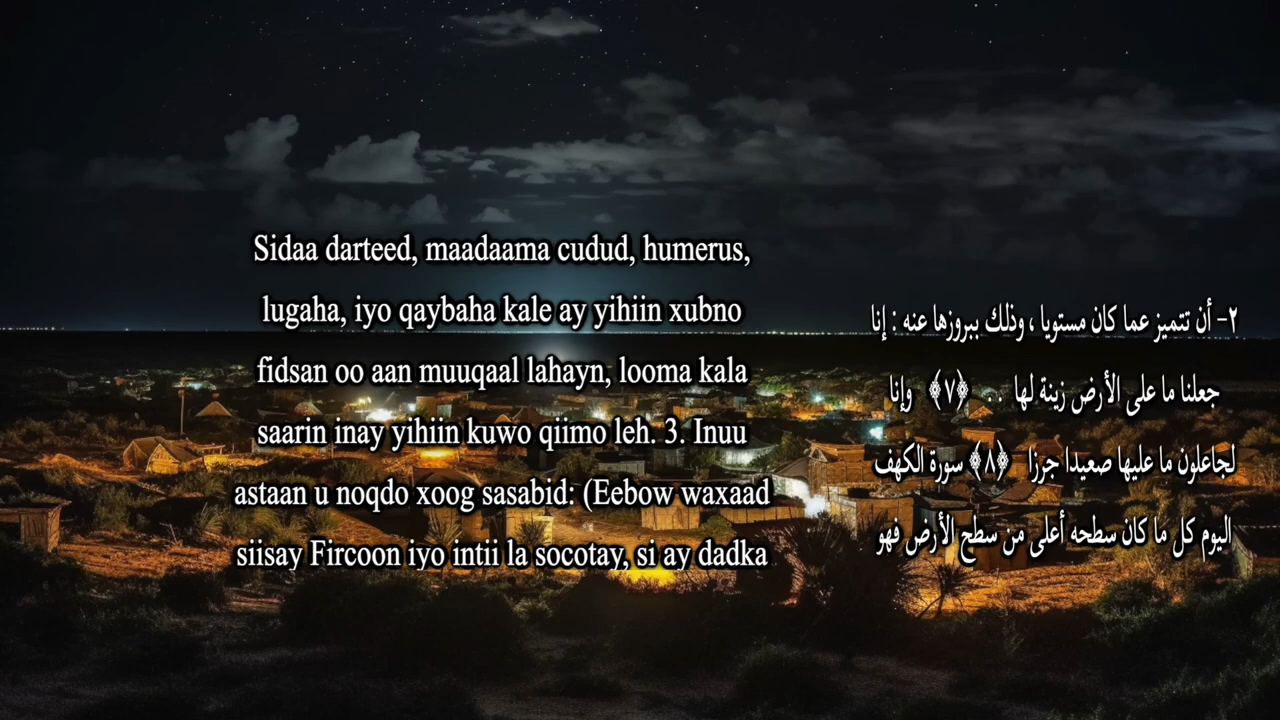 Sidaa darteed, maadaama cudud, humerus,
lugaha, iyo qaybaha kale ay yihiin xubno
fidsan oo aan muuqaal lahayn, looma kala
saarin inay yihiin kuwo qiimo leh. 3. Inuu
astaan u noqdo xoog sasabid: (Eebow waxaad
siisay Fircoon iyo intii la socotay, si ay dadka
٢- أن تتميز عما كان مستويا ، وذلك ببروزها عنه : إنا
جعلنا ما على الأرض زينة لها .. ﴿٧﴾ وإنا
لجاعلون ما عليها صعيدا جرزا ﴿٨﴾ سورة الكهف
اليوم كل ما كان سطحه أعلى من سطح الأرض فهو